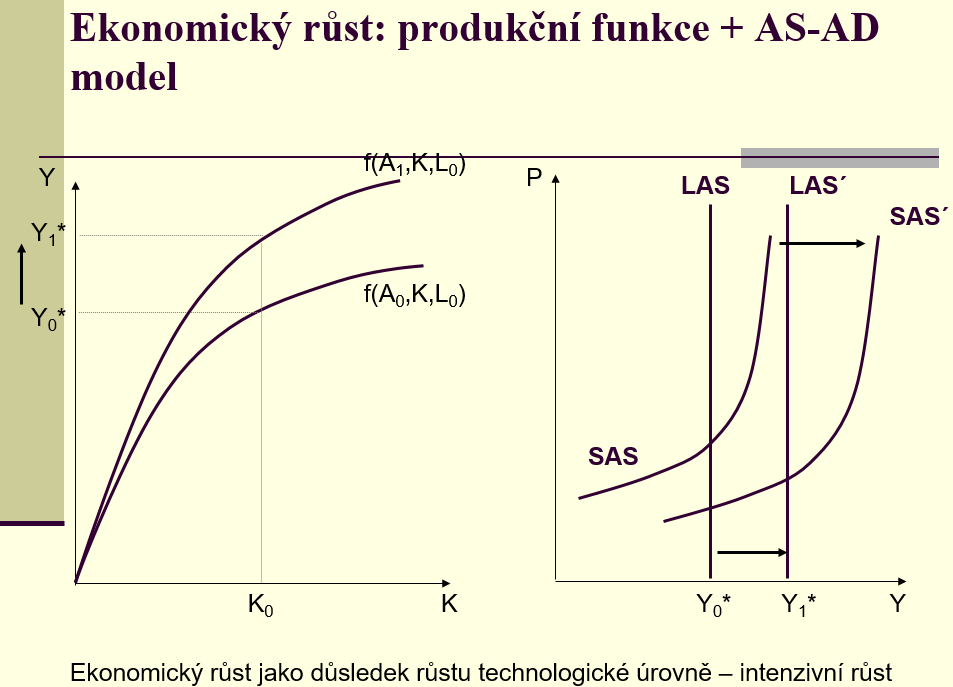 Ekonomický růst: produkční funkce + AS-AD
model
f(A₁,K,L₀)
Y
Y₁*
Y₀*
f(A₀,K,L₀)
K₀
K
P
LAS
LAS´
SAS´
SAS
Y₀*
Y₁*
Y
Ekonomický růst jako důsledek růstu technologické úrovně – intenzivní růst